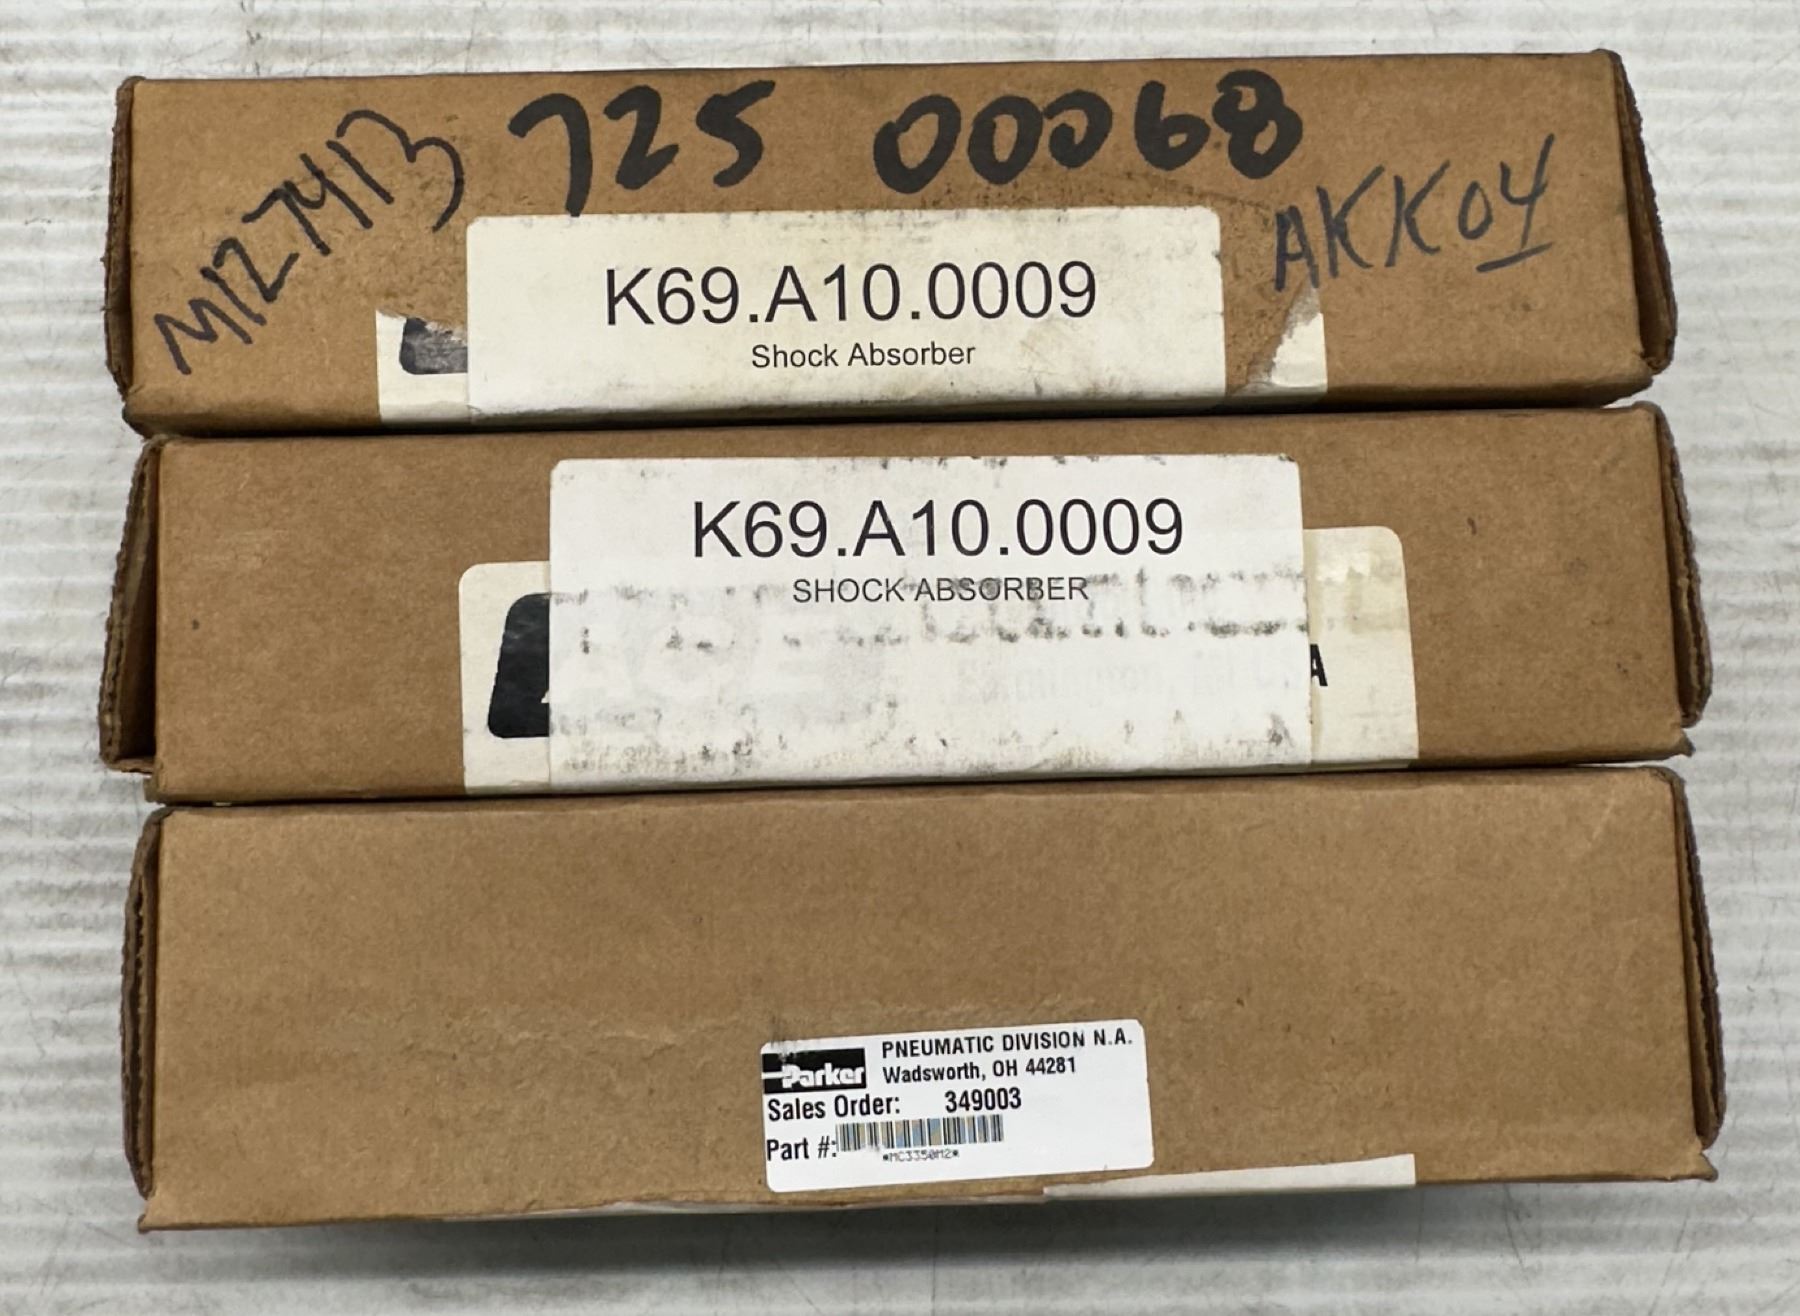 M127413 725 00068 AKK04
K69.A10.0009
Shock Absorber
K69.A10.0009
SHOCK ABSORBER
A
Parker
PNEUMATIC DIVISION N.A.
Wadsworth, OH 44281
Sales Order: 349003
Part #:
*MC3350M2*